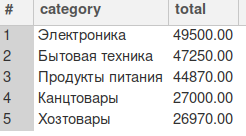 # category total
1 Электроника 49500.00
2 Бытовая техника 47250.00
3 Продукты питания 44870.00
4 Канцтовары 27000.00
5 Хозтовары 26970.00